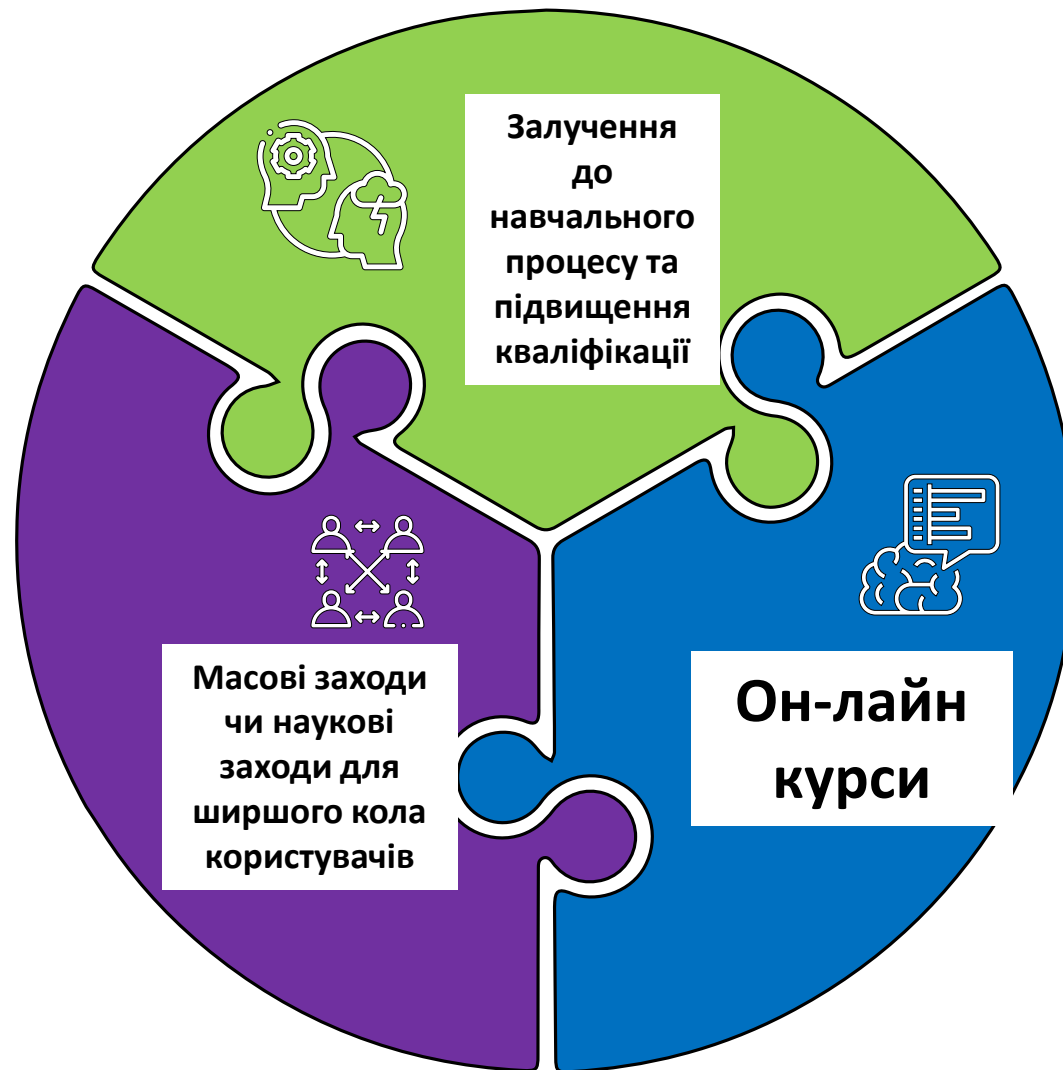 Залучення
до
навчального
процесу та
підвищення
кваліфікації
Масові заходи
чи наукові
заходи для
ширшого кола
користувачів
Он-лайн
курси